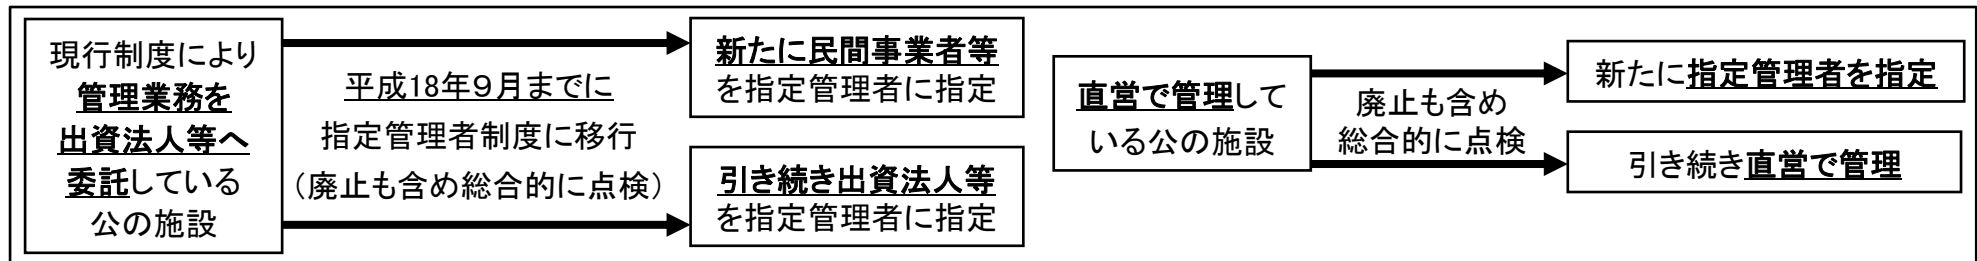 現行制度により
管理業務を
出資法人等へ
委託している
公の施設
平成18年９月までに
指定管理者制度に移行
（廃止も含め総合的に点検）
新たに民間事業者等
を指定管理者に指定
引き続き出資法人等
を指定管理者に指定
直営で管理して
いる公の施設
廃止も含め
総合的に点検
新たに指定管理者を指定
引き続き直営で管理